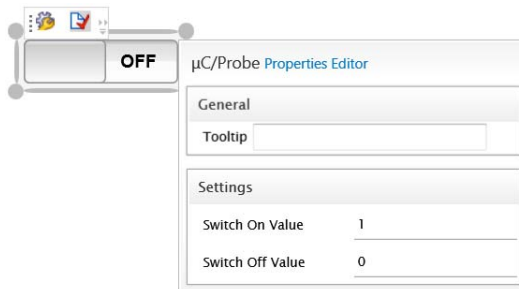 OFF
µC/Probe Properties Editor
General
Tooltip
Settings
Switch On Value 1
Switch Off Value 0